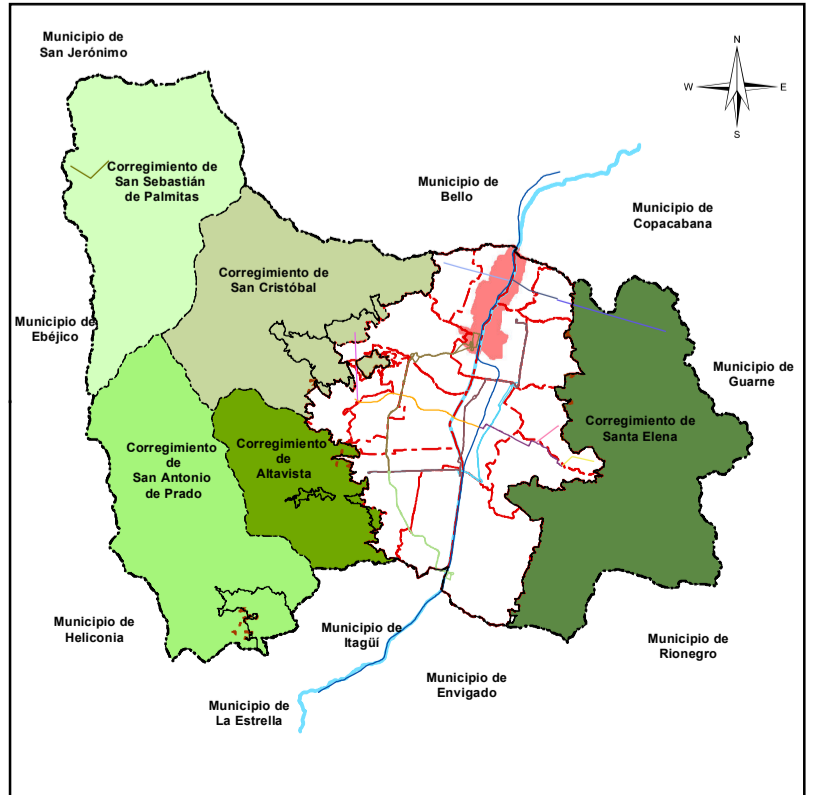 Municipio de
San Jerónimo
N
W
E
S
Corregimiento de
San Sebastián
de Palmitas
Municipio de
Bello
Municipio de
Copacabana
Corregimiento de
San Cristóbal
Municipio de
Ebéjico
Municipio de
Guarne
Corregimiento de
Santa Elena
Corregimiento
de
San Antonio
de Prado
Corregimiento
de
Altavista
Municipio de
Heliconia
Municipio de
Itagüí
Municipio de
Rionegro
Municipio de
Envigado
Municipio de
La Estrella